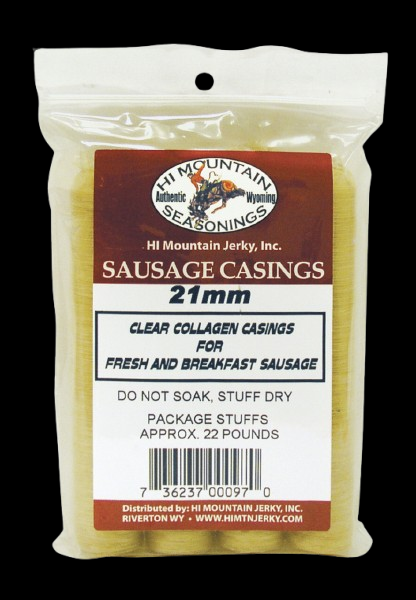 HI MOUNTAIN
Authentic Wyoming
SEASONINGS
HI Mountain Jerky, Inc.
SAUSAGE CASINGS
21mm
CLEAR COLLAGEN CASINGS
FOR
FRESH AND BREAKFAST SAUSAGE
DO NOT SOAK, STUFF DRY
PACKAGE STUFFS
APPROX. 22 POUNDS
7 36237 00097 0
Distributed by: HI MOUNTAIN JERKY, INC.
RIVERTON WY • WWW.HIMTNJERKY.COM